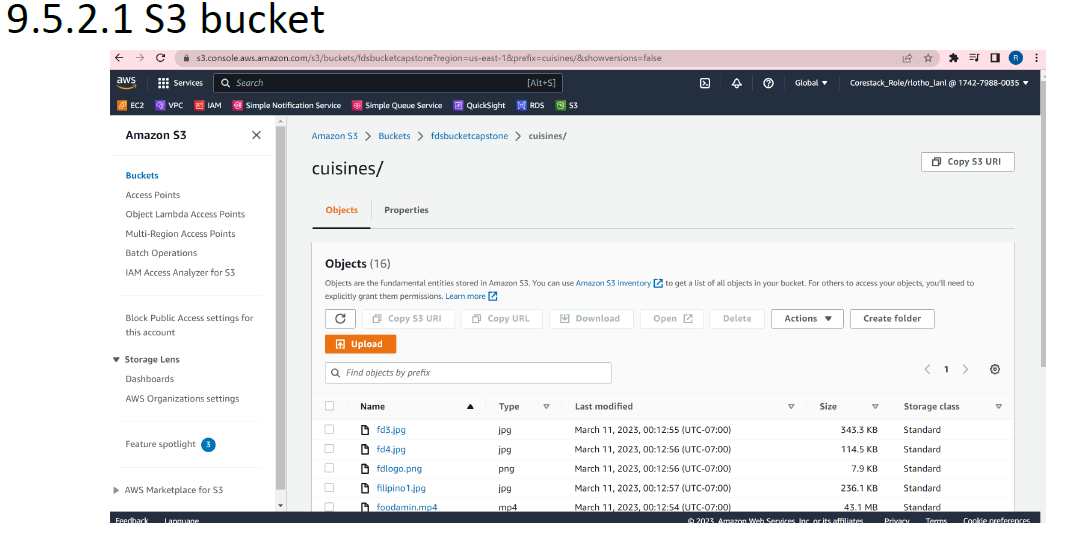 9.5.2.1 S3 bucket
s3.console.aws.amazon.com/s3/buckets/fdsbucketcapstone?region=us-east-1&prefix=cuisines/&showversions=false
R
aws Services Search [Alt+S] Global Corestack_Role/rlotho_lanl @ 1742-7988-0035
EC2 VPC IAM Simple Notification Service Simple Queue Service QuickSight RDS S3
Amazon S3
Buckets
Access Points
Object Lambda Access Points
Multi-Region Access Points
Batch Operations
IAM Access Analyzer for S3
Block Public Access settings for
this account
Storage Lens
Dashboards
AWS Organizations settings
Feature spotlight 3
AWS Marketplace for S3
Amazon S3 > Buckets > fdsbucketcapstone > cuisines/
cuisines/
Copy S3 URI
Objects Properties
Objects (16)
Objects are the fundamental entities stored in Amazon S3. You can use Amazon S3 inventory to get a list of all objects in your bucket. For others to access your objects, you'll need to
explicitly grant them permissions. Learn more
Copy S3 URI Copy URL Download Open Delete Actions Create folder
Upload
Find objects by prefix
1
Name Type Last modified Size Storage class
fd3.jpg jpg March 11, 2023, 00:12:55 (UTC-07:00) 343.3 KB Standard
fd4.jpg jpg March 11, 2023, 00:12:56 (UTC-07:00) 114.5 KB Standard
fdlogo.png png March 11, 2023, 00:12:56 (UTC-07:00) 7.9 KB Standard
filipino1.jpg jpg March 11, 2023, 00:12:57 (UTC-07:00) 236.1 KB Standard
foodamin.mp4 mp4 March 11, 2023, 00:12:54 (UTC-07:00) 43.1 MB Standard
Feedback Language © 2023, Amazon Web Services, Inc. or its affiliates. Privacy Terms Cookie preferences